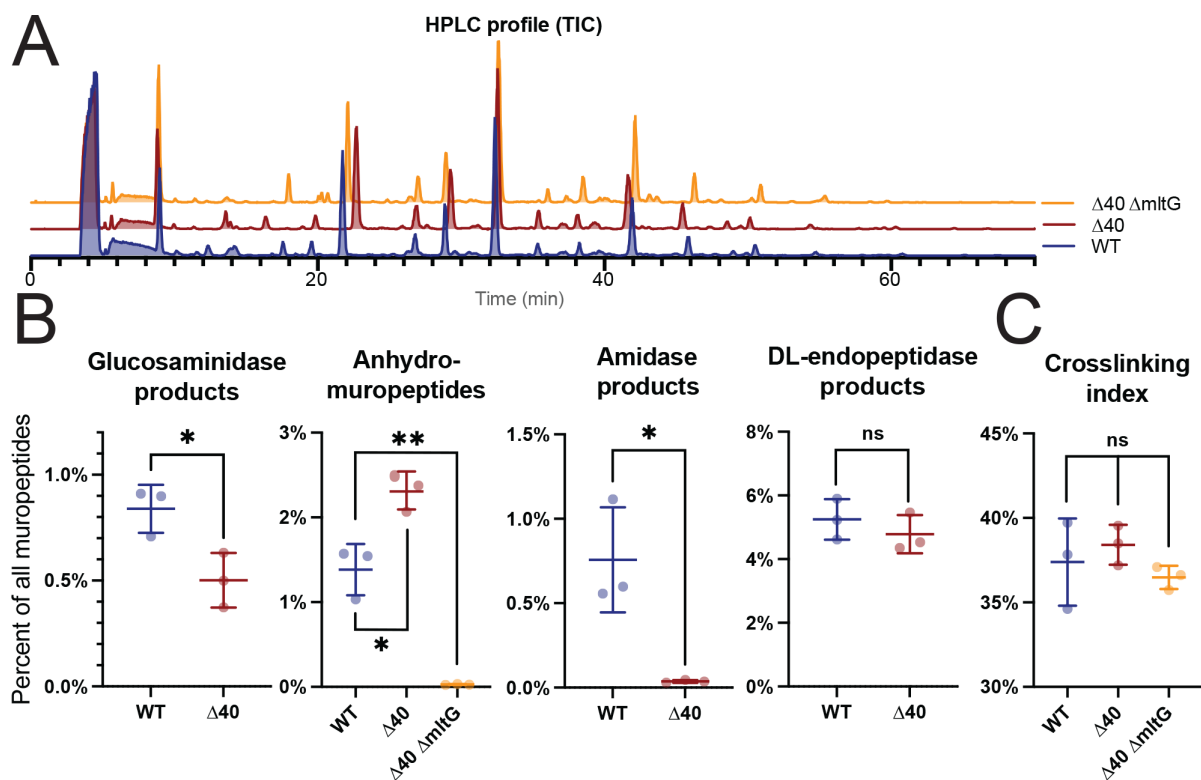 A
HPLC profile (TIC)
Δ40 ΔmltG
Δ40
WT
0 20 40 60
Time (min)
B
C
Glucosaminidase
products
Anhydro-
muropeptides
Amidase
products
DL-endopeptidase
products
Crosslinking
index
Percent of all muropeptides
1.0%
0.5%
0.0%
*
WT Δ40
3%
2%
1%
0%
**
*
WT Δ40 Δ40 ΔmltG
1.5%
1.0%
0.5%
0.0%
*
WT Δ40
8%
6%
4%
2%
0%
ns
WT Δ40
45%
40%
35%
30%
ns
WT Δ40 Δ40 ΔmltG